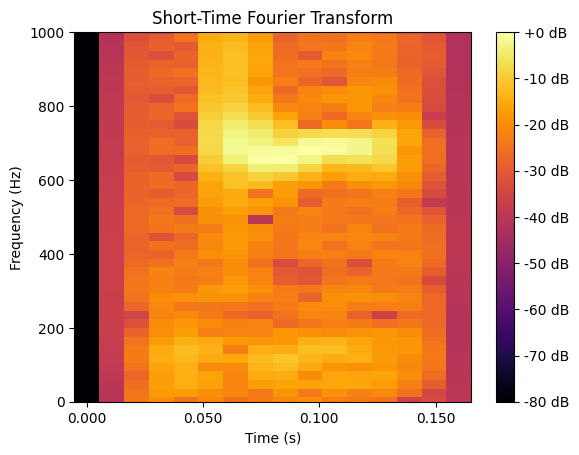 Short-Time Fourier Transform
1000
800
600
400
200
0
Frequency (Hz)
0.000
0.050
0.100
0.150
Time (s)
+0 dB
-10 dB
-20 dB
-30 dB
-40 dB
-50 dB
-60 dB
-70 dB
-80 dB